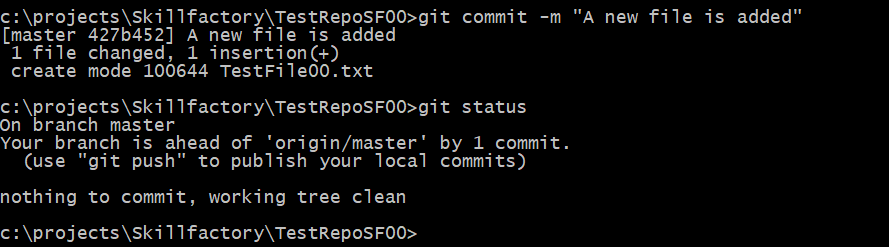 c:\projects\Skillfactory\TestRepoSF00>git commit -m "A new file is added"
[master 427b452] A new file is added
 1 file changed, 1 insertion(+)
 create mode 100644 TestFile00.txt

c:\projects\Skillfactory\TestRepoSF00>git status
On branch master
Your branch is ahead of 'origin/master' by 1 commit.
  (use "git push" to publish your local commits)

nothing to commit, working tree clean

c:\projects\Skillfactory\TestRepoSF00>